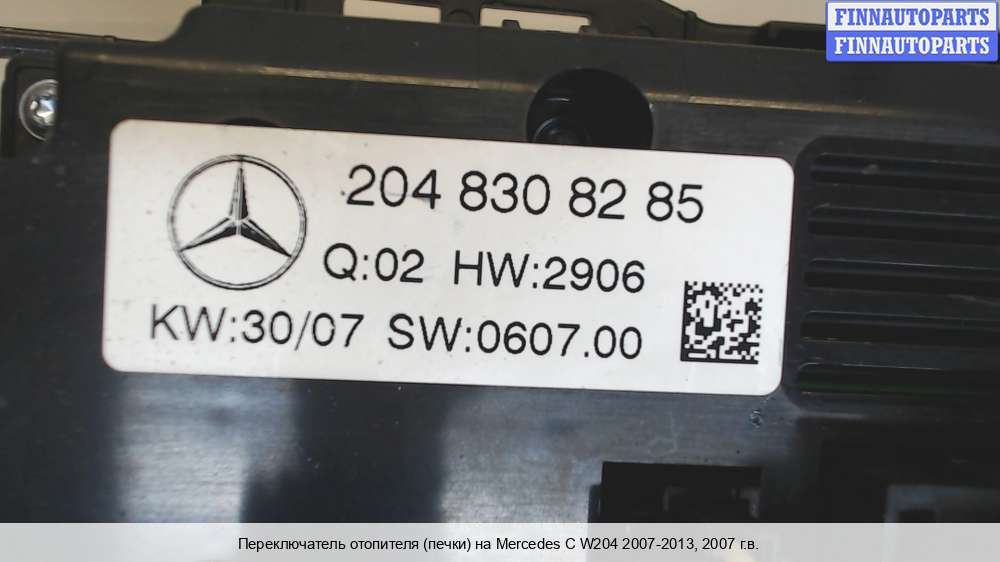 FINNAUTOPARTS
FINNAUTOPARTS
204 830 82 85
Q:02 HW:2906
KW:30/07 SW:0607.00
Переключатель отопителя (печки) на Mercedes C W204 2007-2013, 2007 г.в.